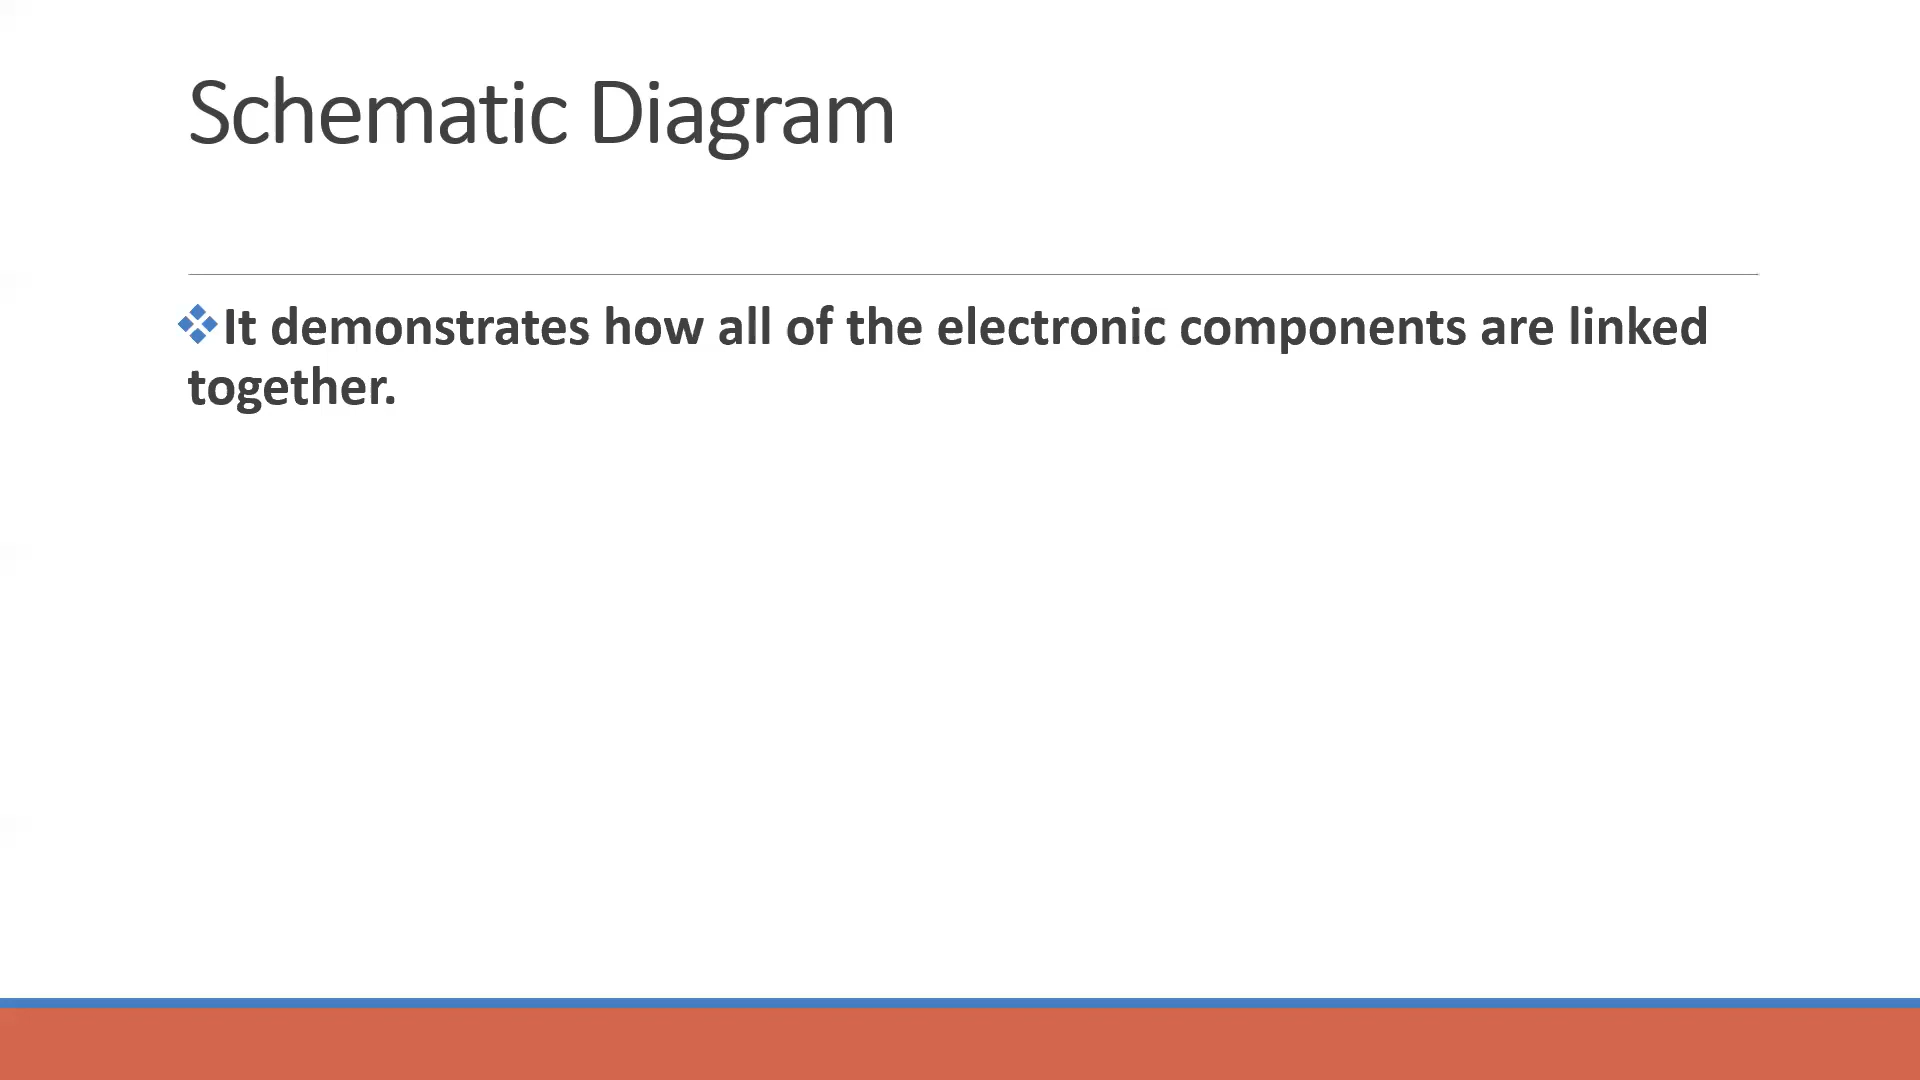 Schematic Diagram
❖It demonstrates how all of the electronic components are linked
together.